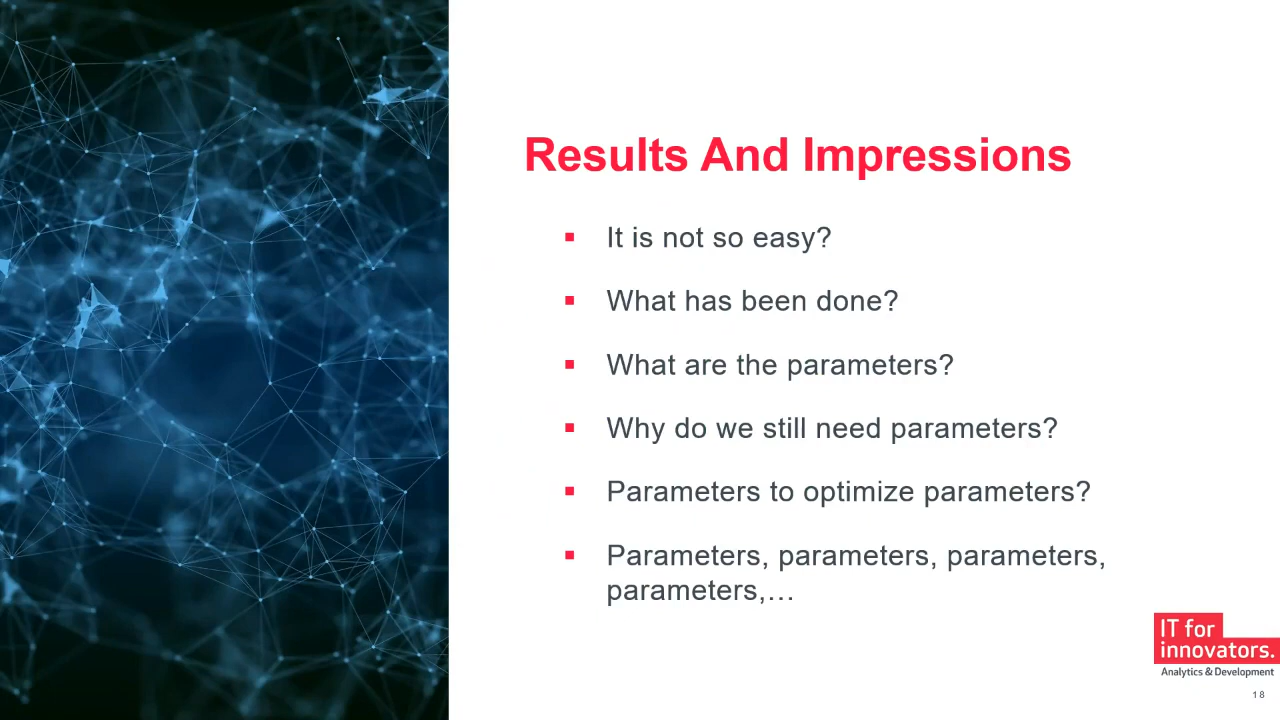 Results And Impressions
It is not so easy?
What has been done?
What are the parameters?
Why do we still need parameters?
Parameters to optimize parameters?
Parameters, parameters, parameters,
parameters,…
IT for
innovators.
Analytics & Development
18